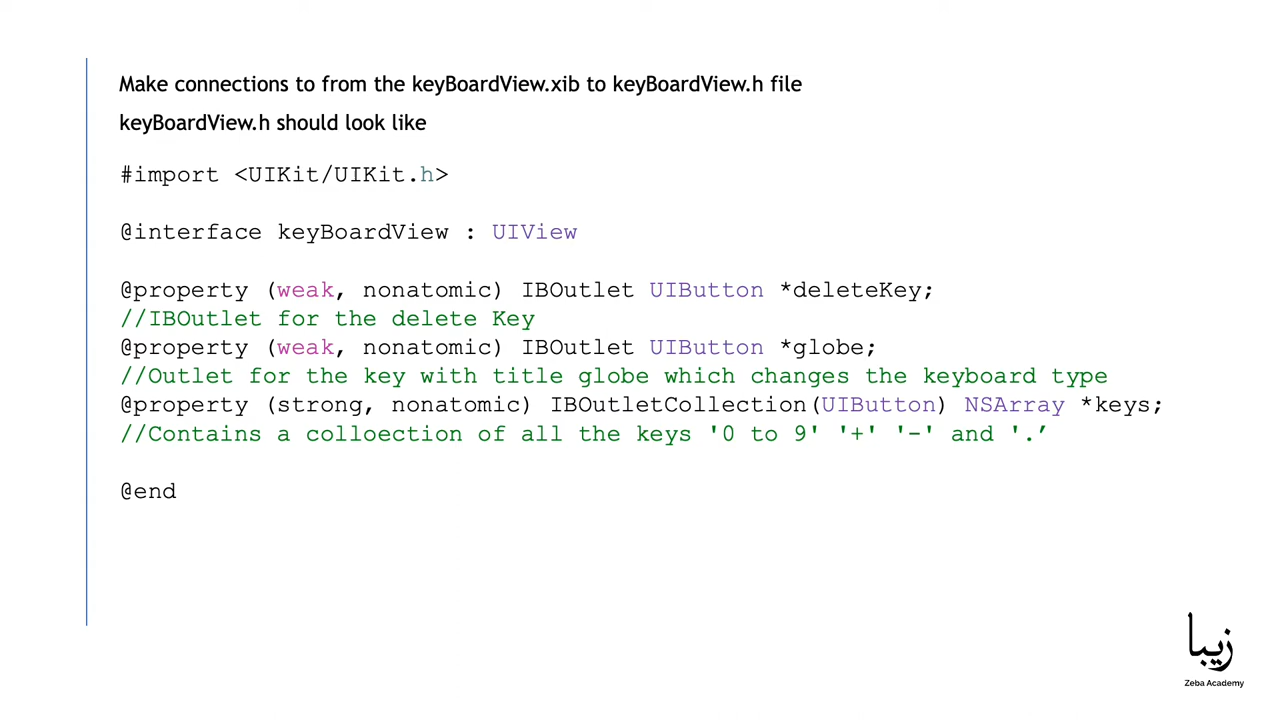 Make connections to from the keyBoardView.xib to keyBoardView.h file
keyBoardView.h should look like
#import <UIKit/UIKit.h>
@interface keyBoardView : UIView
@property (weak, nonatomic) IBOutlet UIButton *deleteKey;
//IBOutlet for the delete Key
@property (weak, nonatomic) IBOutlet UIButton *globe;
//Outlet for the key with title globe which changes the keyboard type
@property (strong, nonatomic) IBOutletCollection(UIButton) NSArray *keys;
//Contains a colloection of all the keys '0 to 9' '+' '-' and '.’
@end
زیبا
Zeba Academy